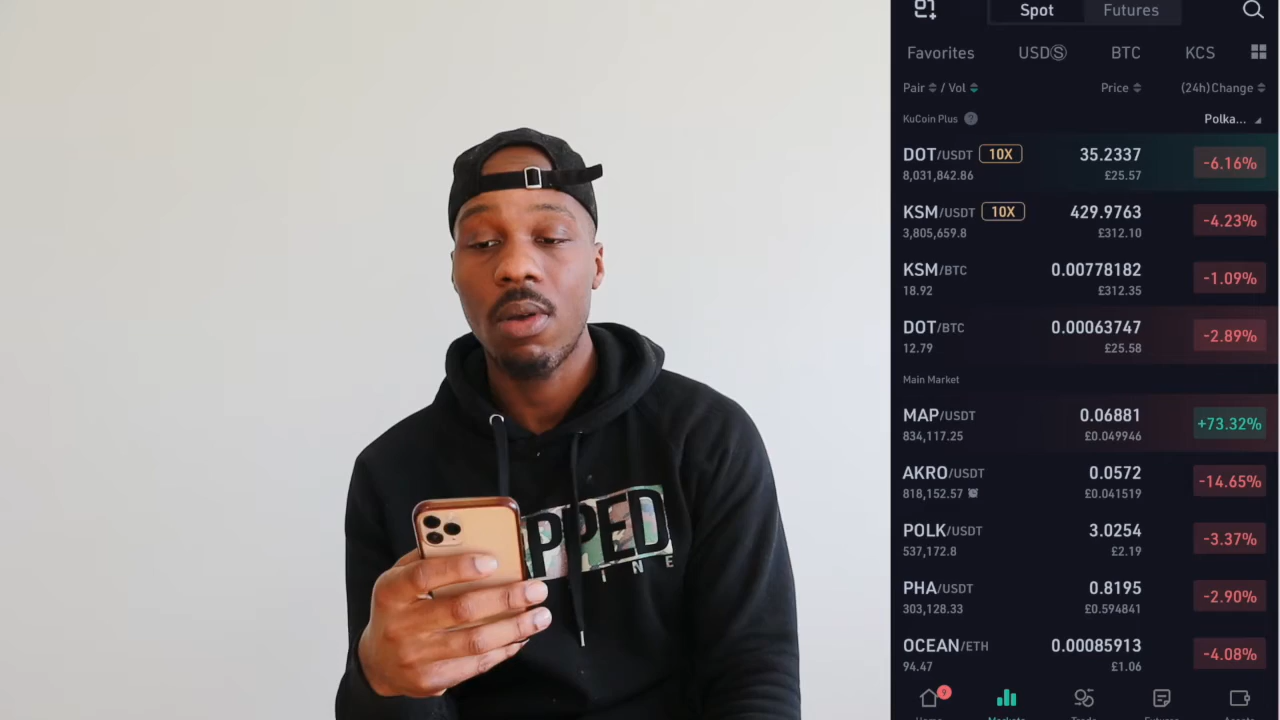 Spot Futures
Favorites USDⓈ BTC KCS
Pair / Vol Price (24h)Change
KuCoin Plus ? Polka...
DOT/USDT 10X 35.2337 -6.16%
8,031,842.86 £25.57
KSM/USDT 10X 429.9763 -4.23%
3,805,659.8 £312.10
KSM/BTC 0.00778182 -1.09%
18.92 £312.35
DOT/BTC 0.00063747 -2.89%
12.79 £25.58
Main Market
MAP/USDT 0.06881 +73.32%
834,117.25 £0.049946
AKRO/USDT 0.0572 -14.65%
818,152.57 £0.041519
POLK/USDT 3.0254 -3.37%
537,172.8 £2.19
PHA/USDT 0.8195 -2.90%
303,128.33 £0.594841
OCEAN/ETH 0.00085913 -4.08%
94.47 £1.06
9
PPED
INE